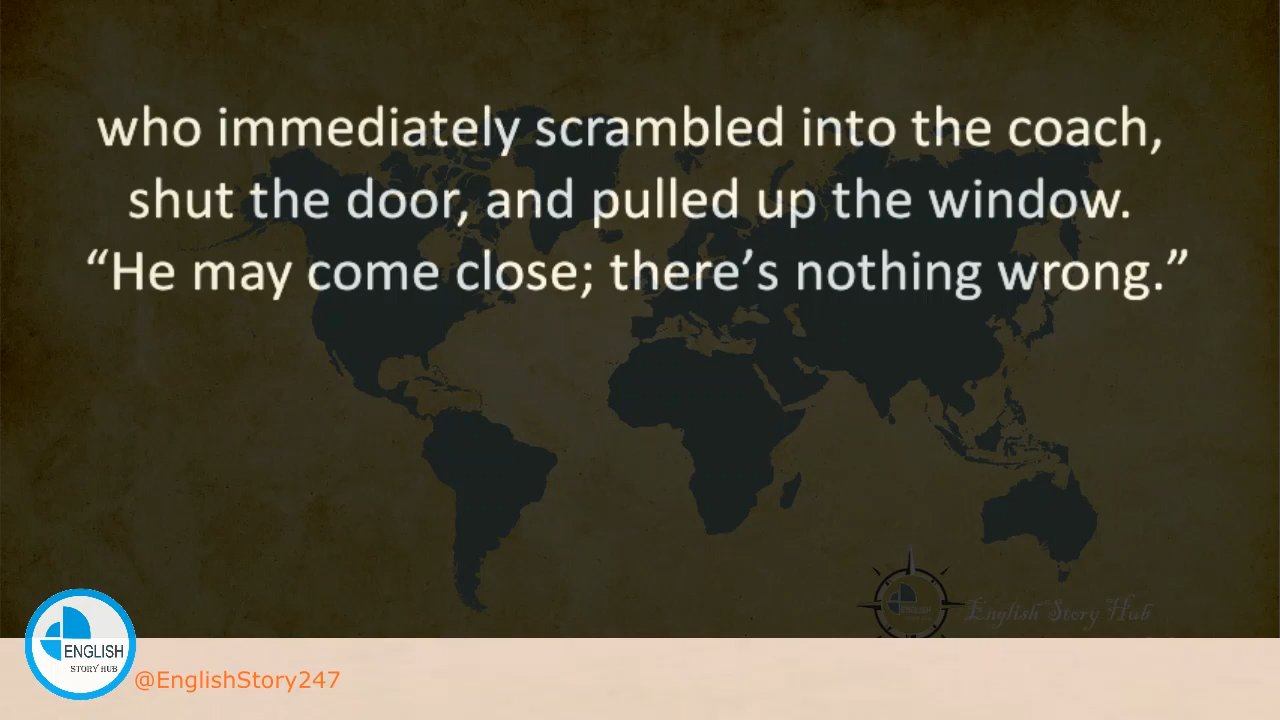 who immediately scrambled into the coach,
shut the door, and pulled up the window.
“He may come close; there’s nothing wrong.”
English Story Hub
ENGLISH
STORY HUB
@EnglishStory247